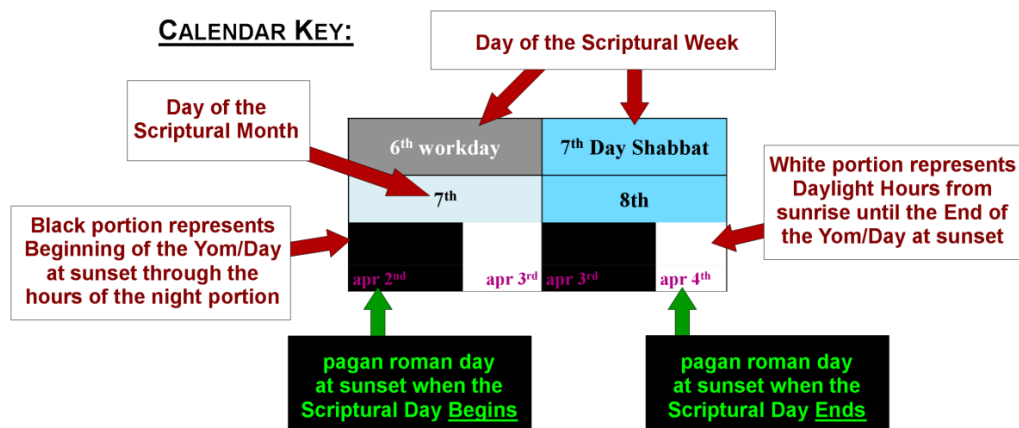 CALENDAR KEY:
Day of the Scriptural Week
Day of the
Scriptural Month
6th workday
7th Day Shabbat
7th
8th
White portion represents
Daylight Hours from
sunrise until the End of
the Yom/Day at sunset
Black portion represents
Beginning of the Yom/Day
at sunset through the
hours of the night portion
apr 2nd
apr 3rd
apr 3rd
apr 4th
pagan roman day
at sunset when the
Scriptural Day Begins
pagan roman day
at sunset when the
Scriptural Day Ends